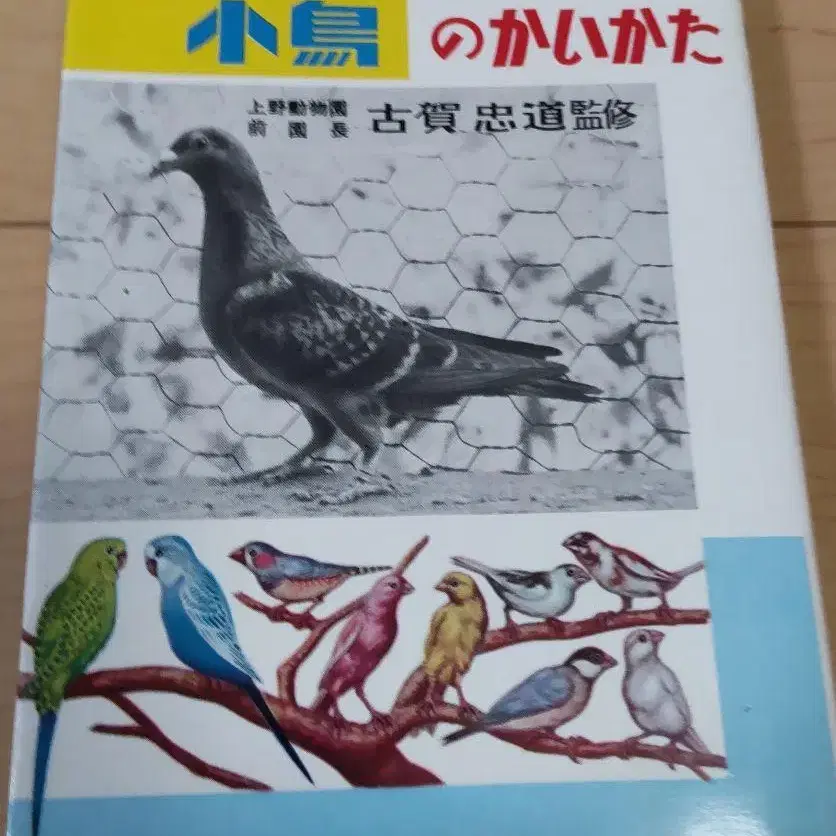 小鳥のかいかた
上野動物園
前園長 古賀忠道監修